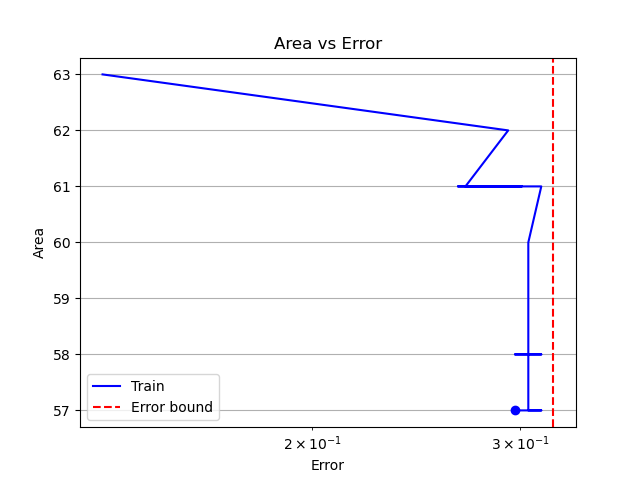 Area vs Error
63
62
61
60
59
58
57
Area
Train
Error bound
2 × 10⁻¹
3 × 10⁻¹
Error